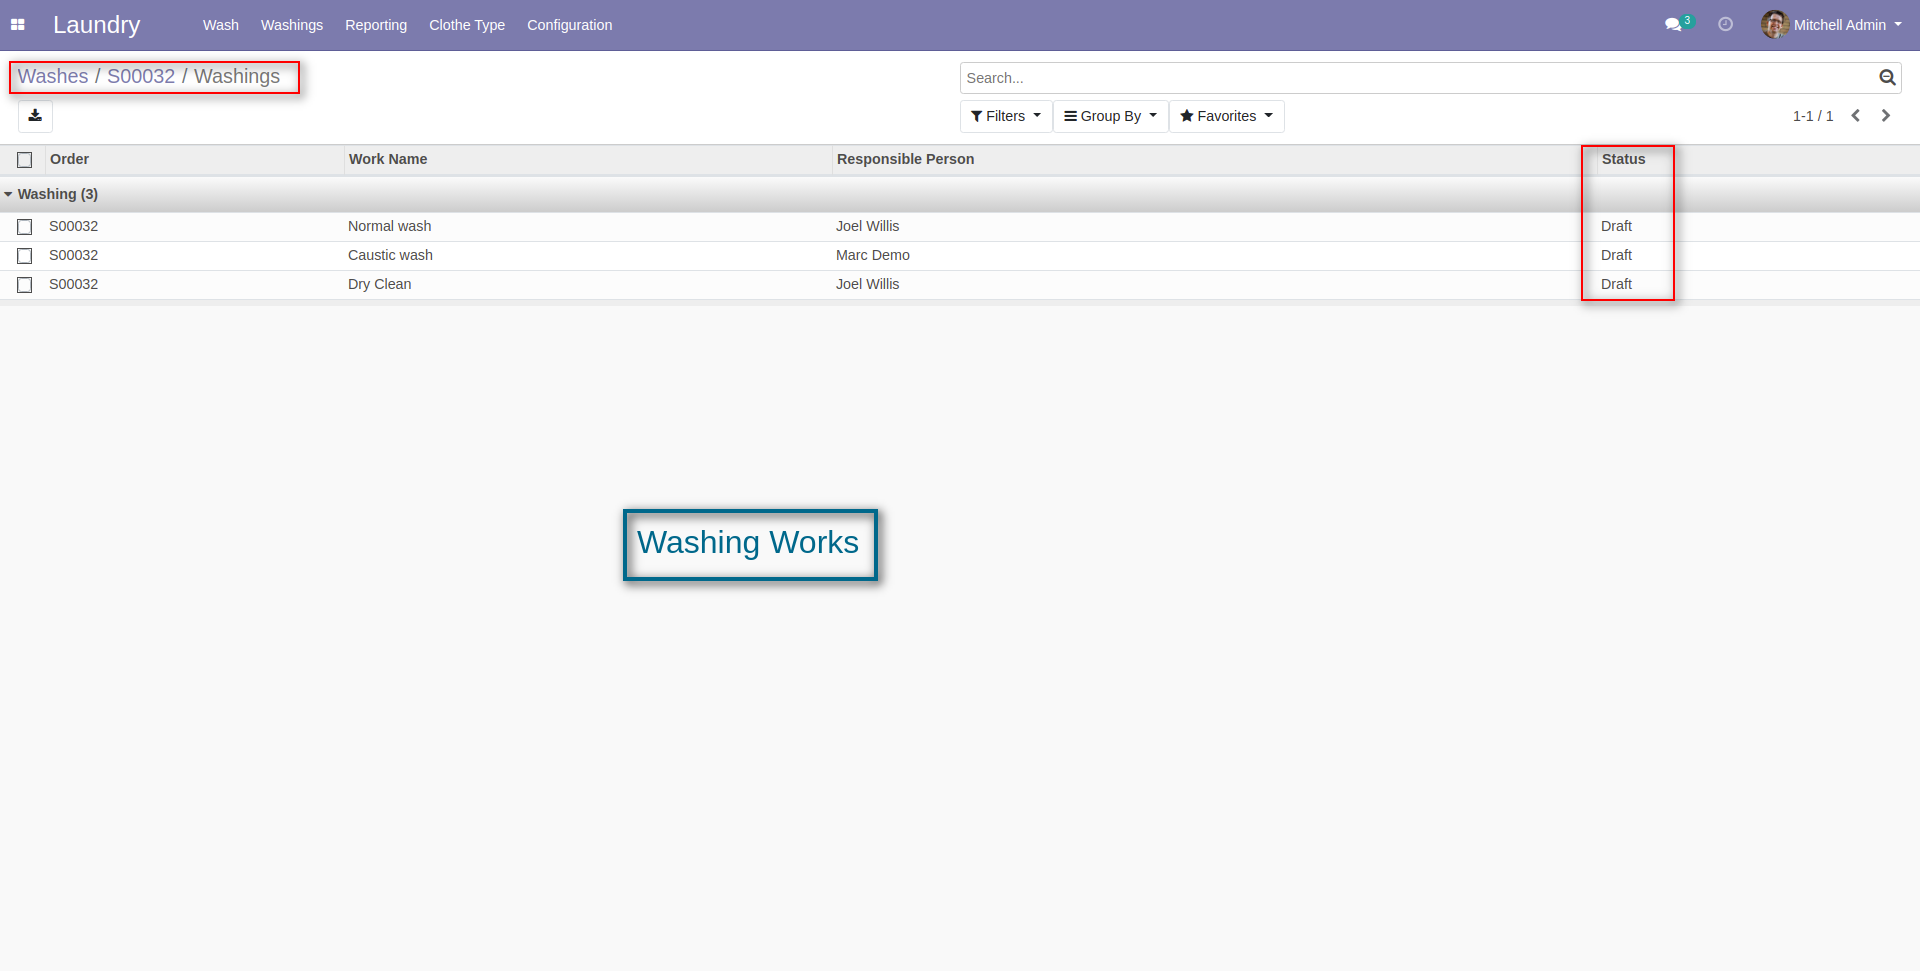 Laundry Wash Washings Reporting Clothe Type Configuration 3 Mitchell Admin
Washes / S00032 / Washings
Search...
Filters Group By Favorites 1-1 / 1
Order Work Name Responsible Person Status
Washing (3)
S00032 Normal wash Joel Willis Draft
S00032 Caustic wash Marc Demo Draft
S00032 Dry Clean Joel Willis Draft
Washing Works